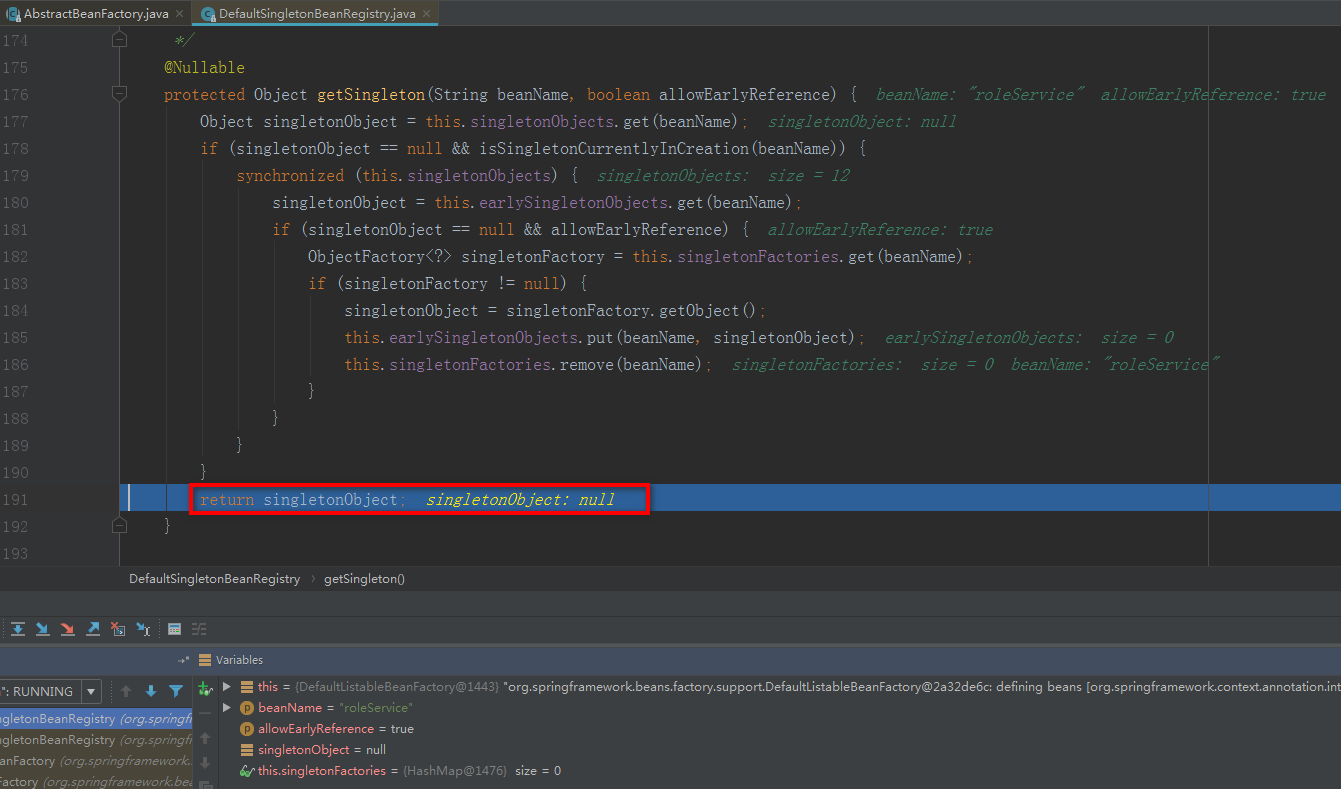 AbstractBeanFactory.java DefaultSingletonBeanRegistry.java
174 */
175 @Nullable
176 protected Object getSingleton(String beanName, boolean allowEarlyReference) { beanName: "roleService" allowEarlyReference: true
177 Object singletonObject = this.singletonObjects.get(beanName); singletonObject: null
178 if (singletonObject == null && isSingletonCurrentlyInCreation(beanName)) {
179 synchronized (this.singletonObjects) { singletonObjects: size = 12
180 singletonObject = this.earlySingletonObjects.get(beanName);
181 if (singletonObject == null && allowEarlyReference) { allowEarlyReference: true
182 ObjectFactory<?> singletonFactory = this.singletonFactories.get(beanName);
183 if (singletonFactory != null) {
184 singletonObject = singletonFactory.getObject();
185 this.earlySingletonObjects.put(beanName, singletonObject); earlySingletonObjects: size = 0
186 this.singletonFactories.remove(beanName); singletonFactories: size = 0 beanName: "roleService"
187 }
188 }
189 }
190 }
191 return singletonObject; singletonObject: null
192 }
193
DefaultSingletonBeanRegistry › getSingleton()
Variables
": RUNNING
this = {DefaultListableBeanFactory@1443} "org.springframework.beans.factory.support.DefaultListableBeanFactory@2a32de6c: defining beans [org.springframework.context.annotation.int
beanName = "roleService"
allowEarlyReference = true
singletonObject = null
this.singletonFactories = {HashMap@1476} size = 0
ngletonBeanRegistry (org.springfr
ngletonBeanRegistry (org.springfr
anFactory (org.springframework.
Factory (org.springframework.bea